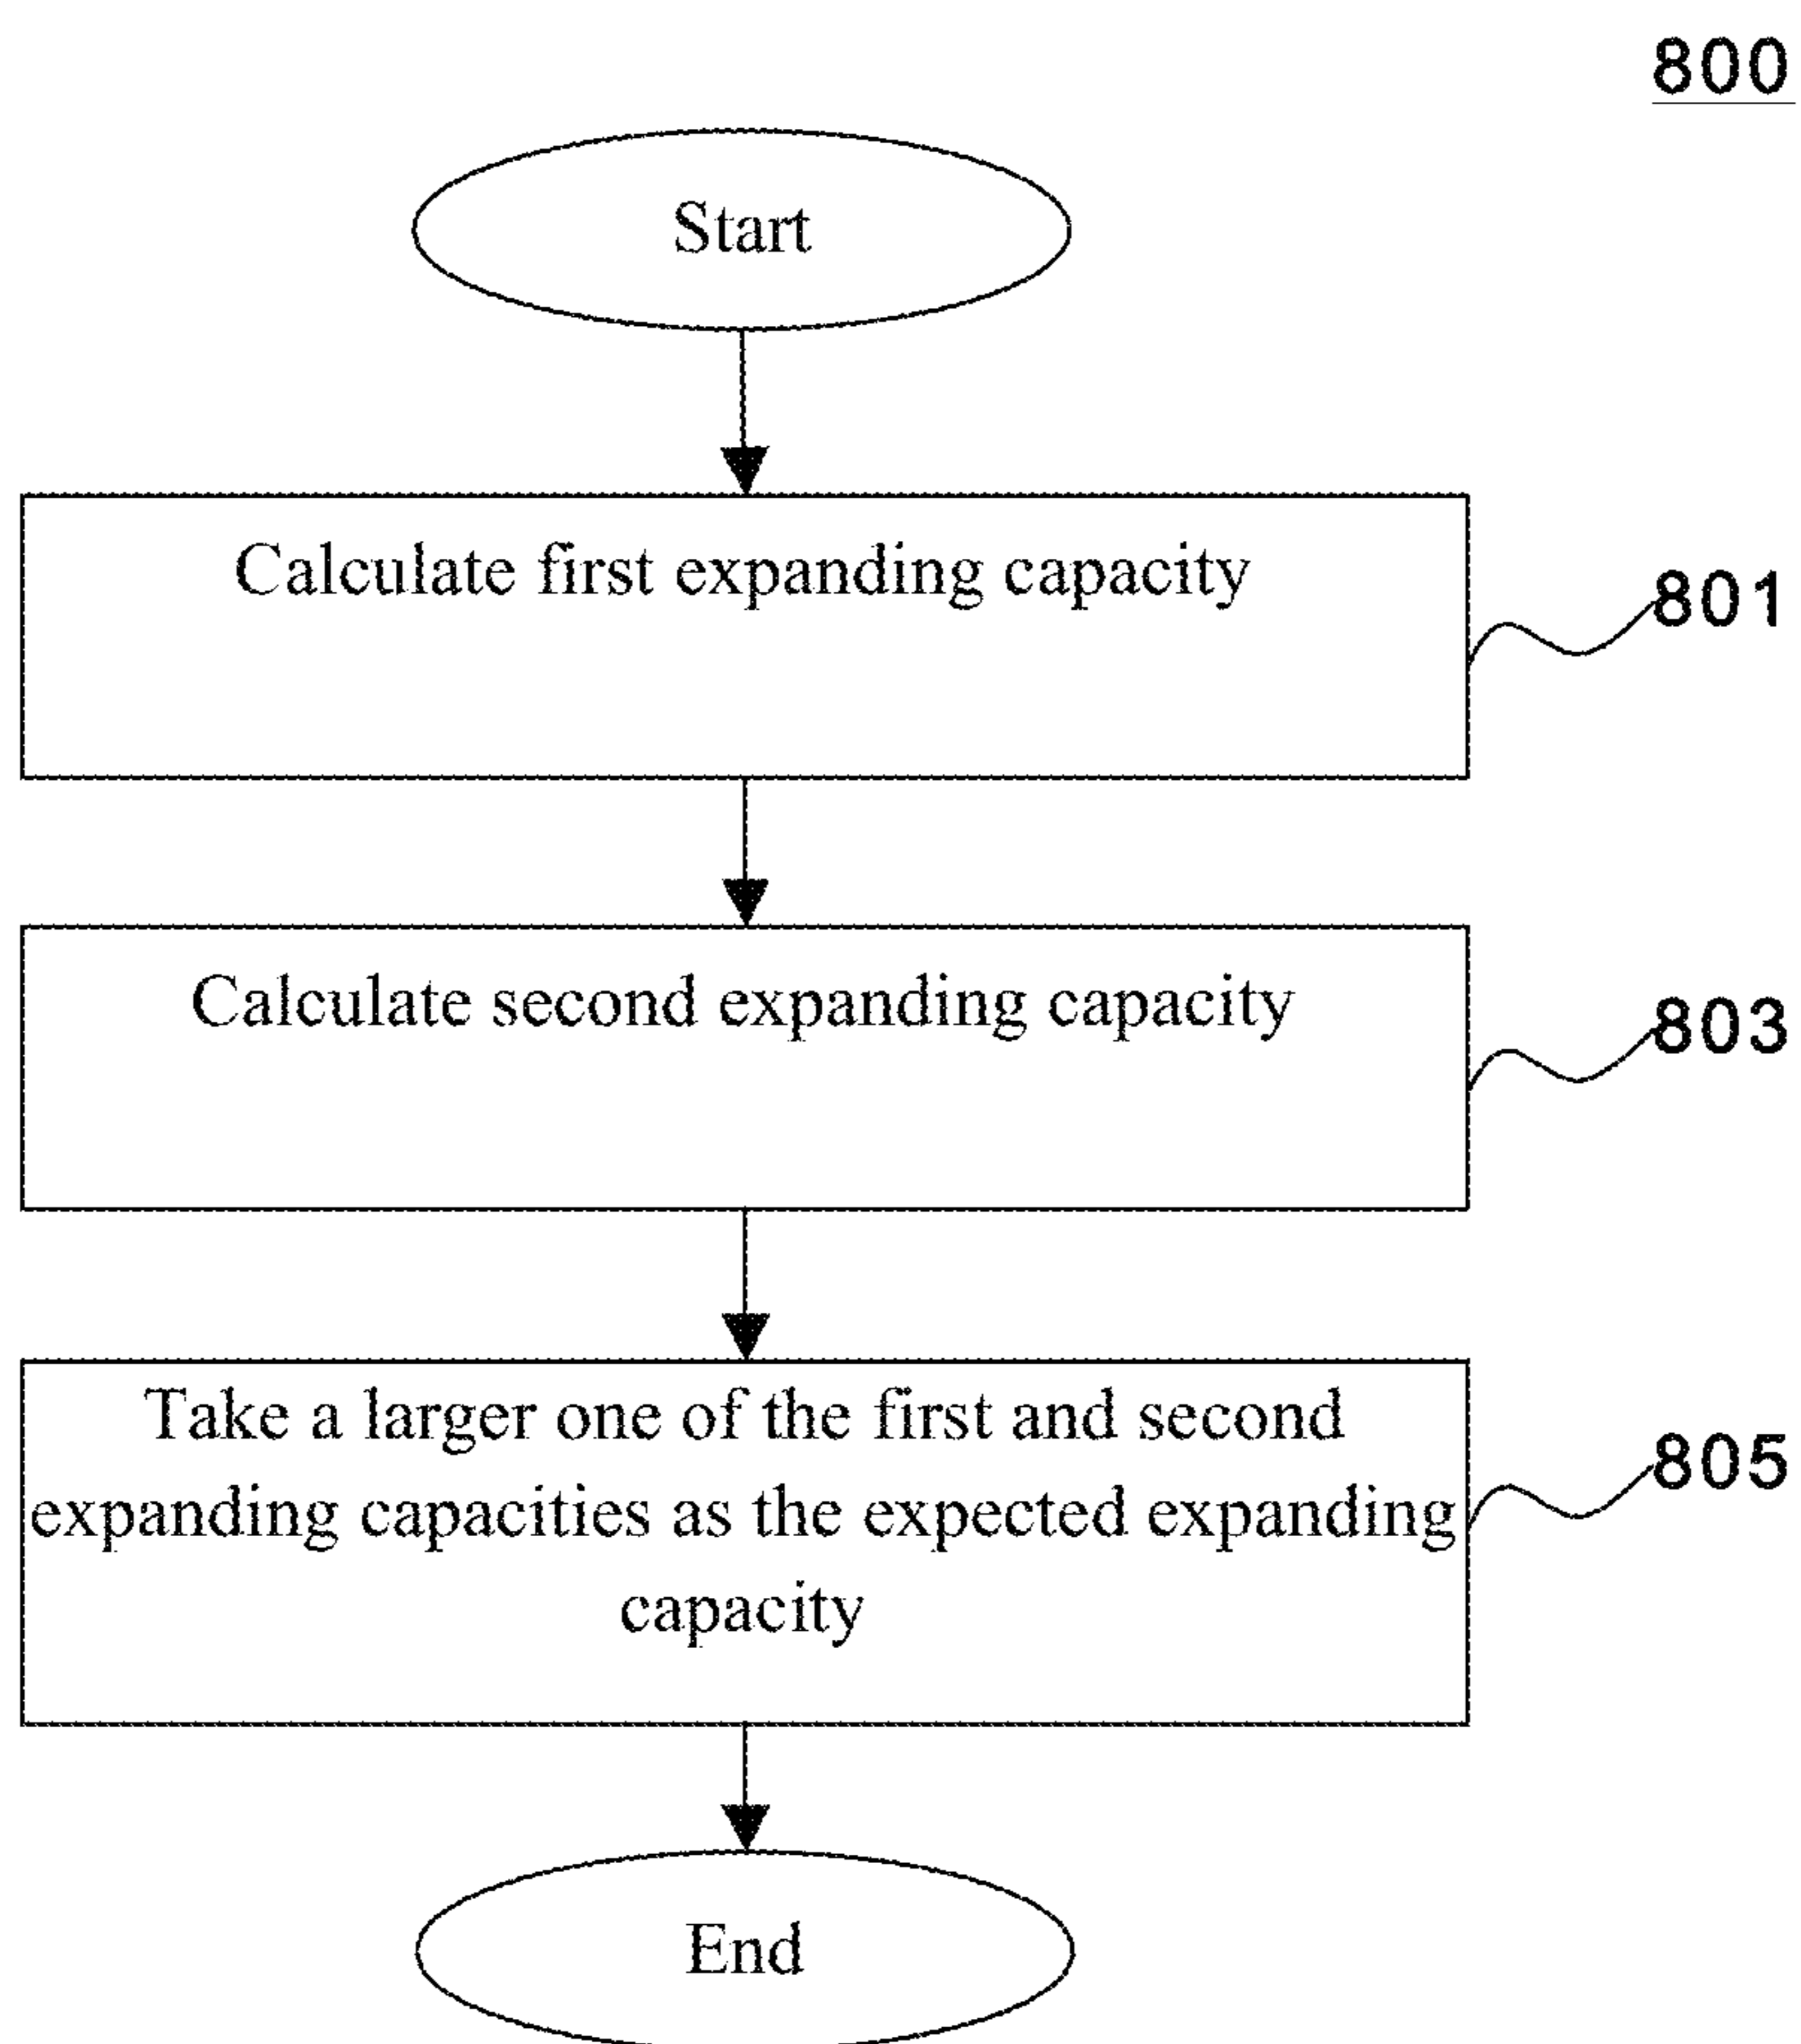 800
Start
Calculate first expanding capacity
801
Calculate second expanding capacity
803
Take a larger one of the first and second
expanding capacities as the expected expanding
capacity
805
End